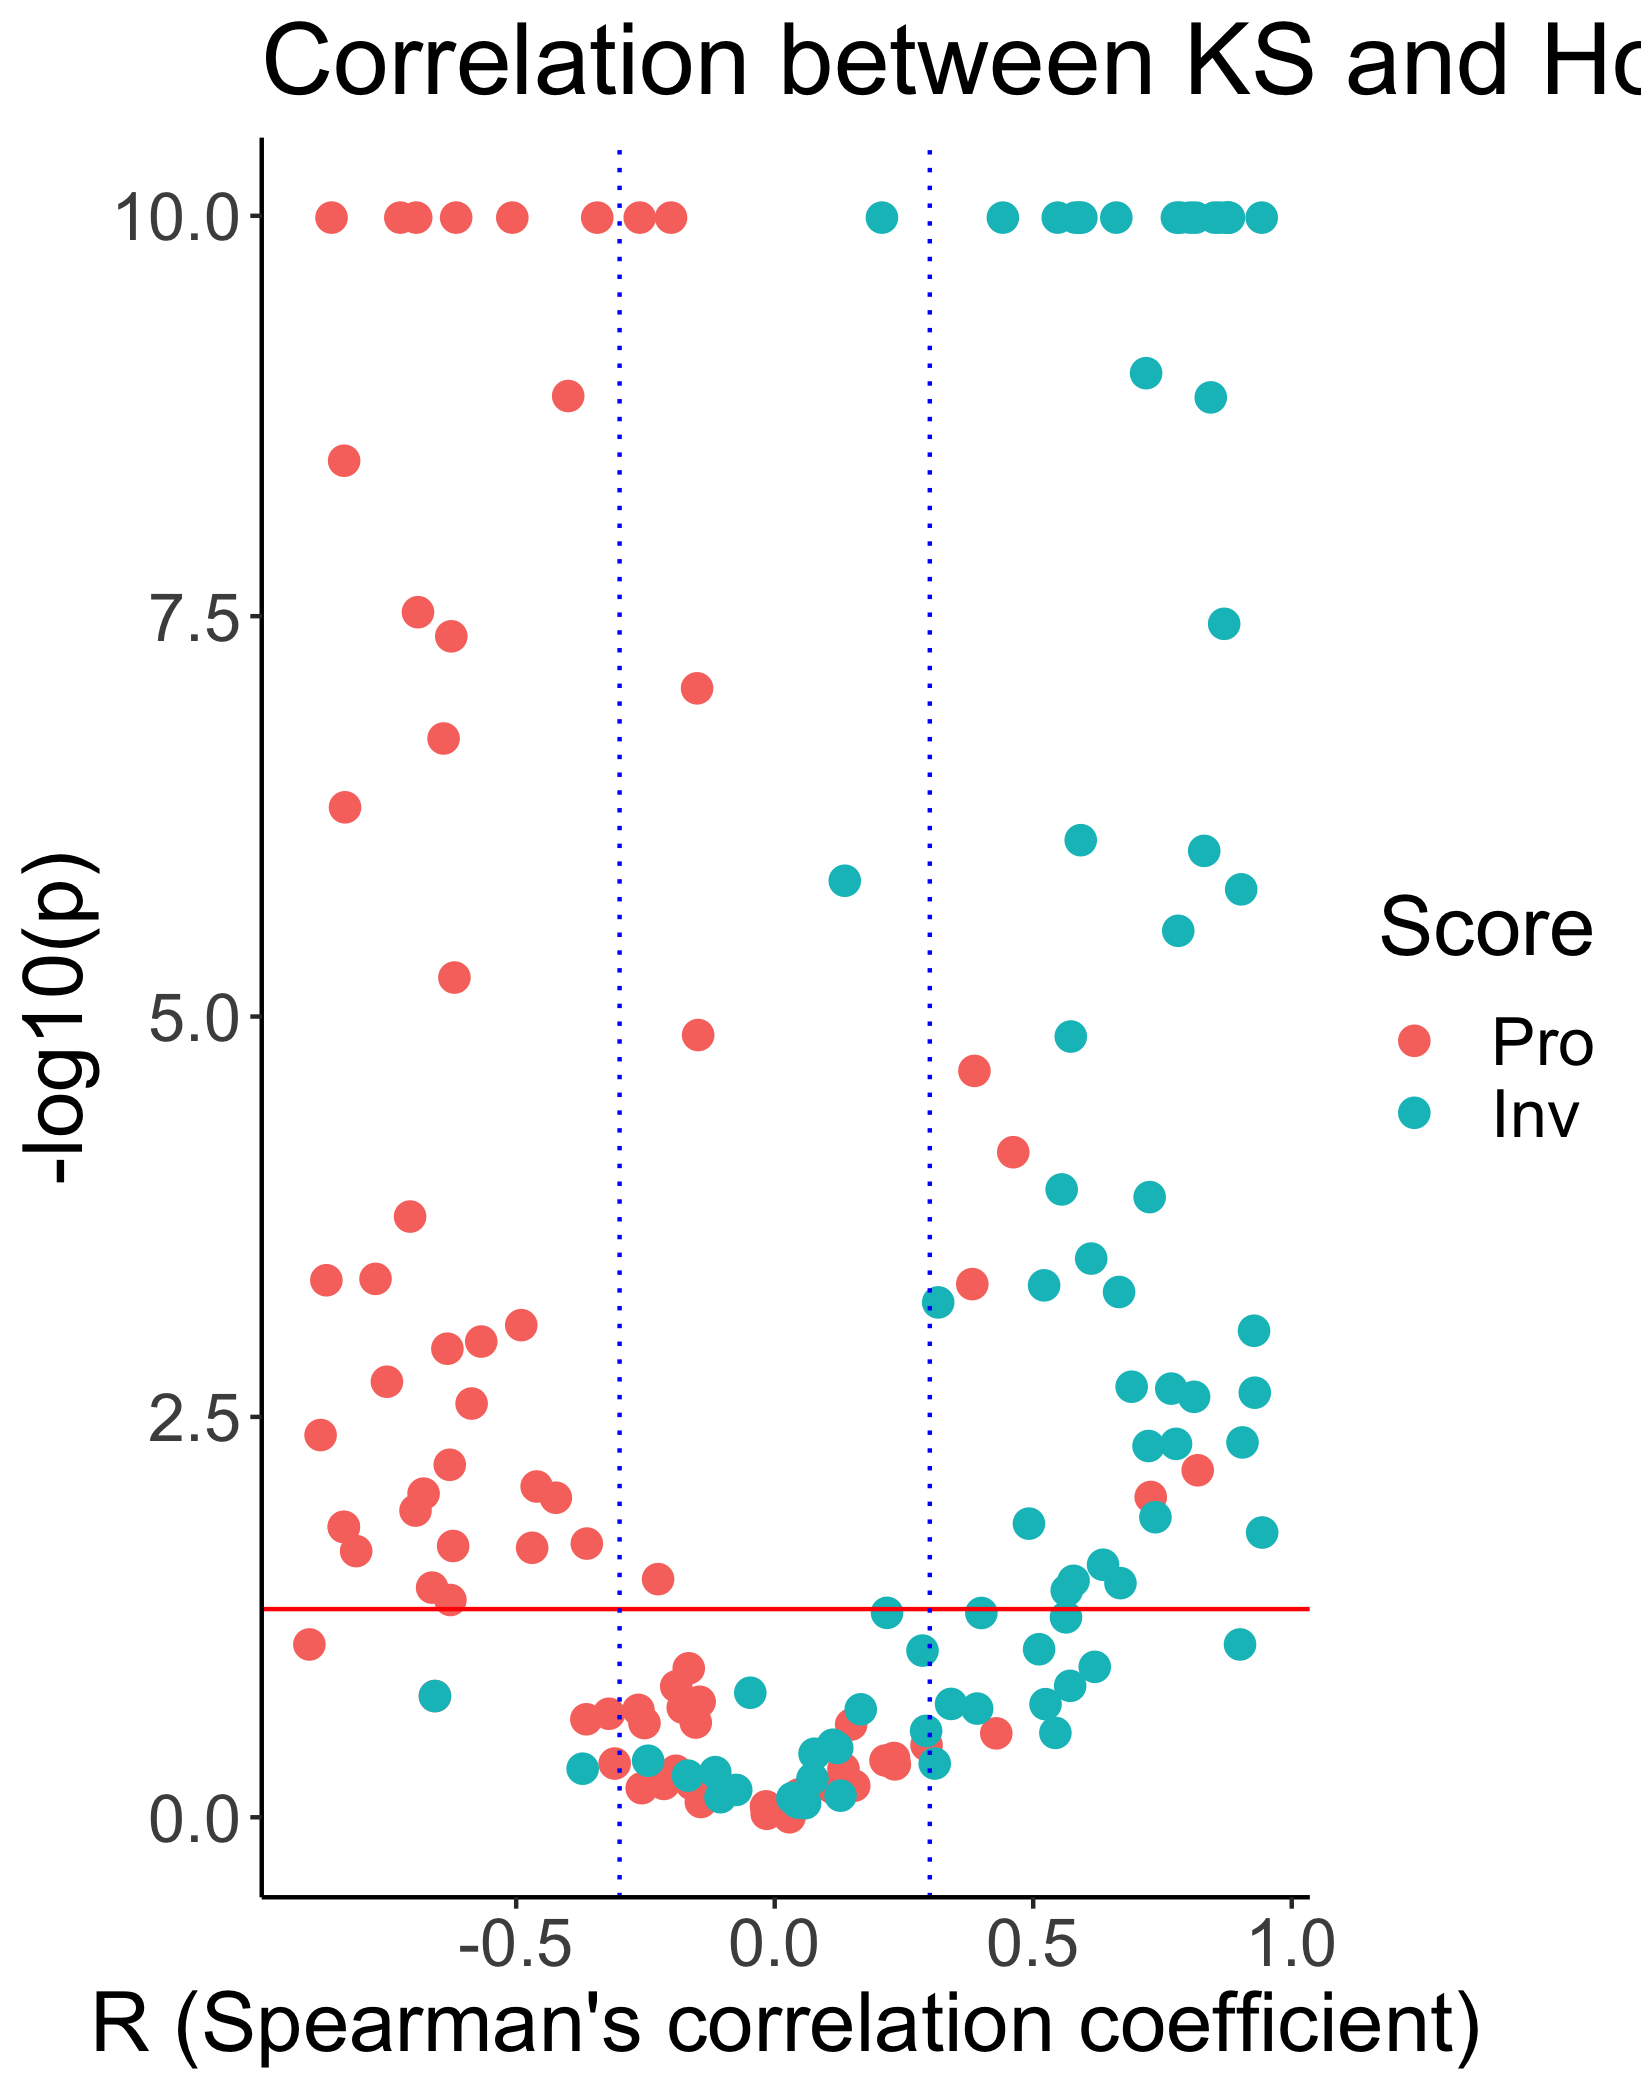 Correlation between KS and Ho
10.0
7.5
5.0
2.5
0.0
-log10(p)
-0.5 0.0 0.5 1.0
R (Spearman's correlation coefficient)
Score
Pro
Inv